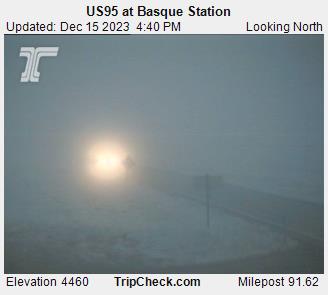 US95 at Basque Station
Updated: Dec 15 2023 4:40 PM Looking North
Elevation 4460 TripCheck.com Milepost 91.62